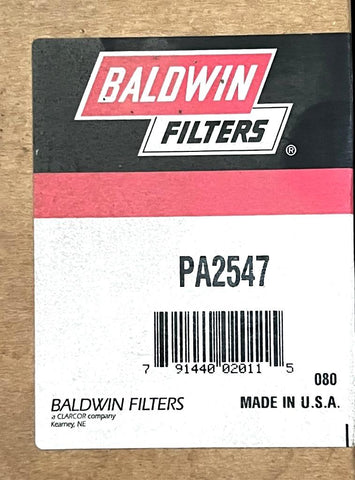 BALDWIN
FILTERS
®
PA2547
7 91440 02011 5
080
BALDWIN FILTERS MADE IN U.S.A.
a CLARCOR company
Kearney, NE